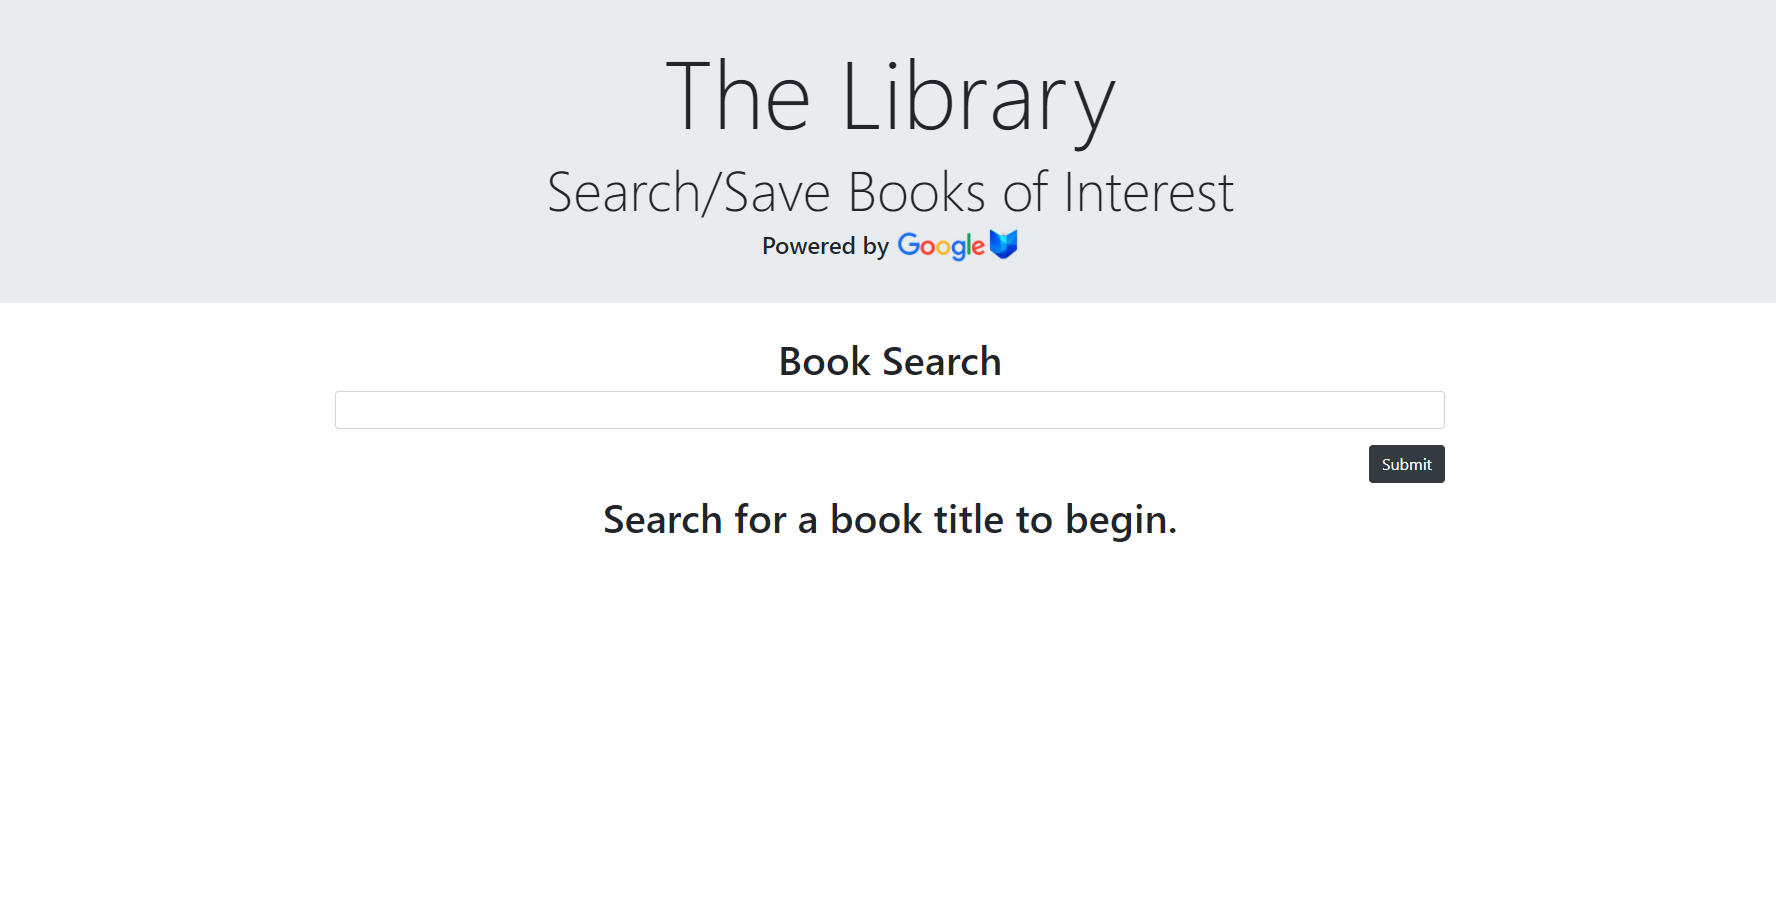 The Library
Search/Save Books of Interest
Powered by Google
Book Search
Submit
Search for a book title to begin.